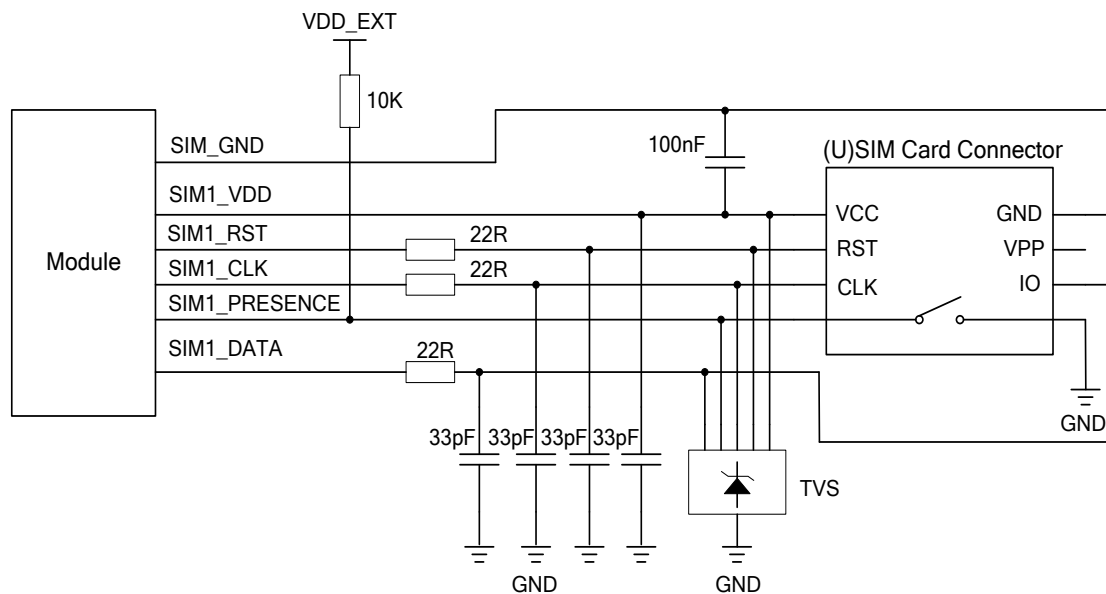 VDD_EXT
10K
SIM_GND
100nF
(U)SIM Card Connector
SIM1_VDD
VCC
GND
SIM1_RST
22R
RST
VPP
Module
SIM1_CLK
22R
CLK
IO
SIM1_PRESENCE
SIM1_DATA
22R
GND
33pF
33pF
33pF
33pF
TVS
GND
GND